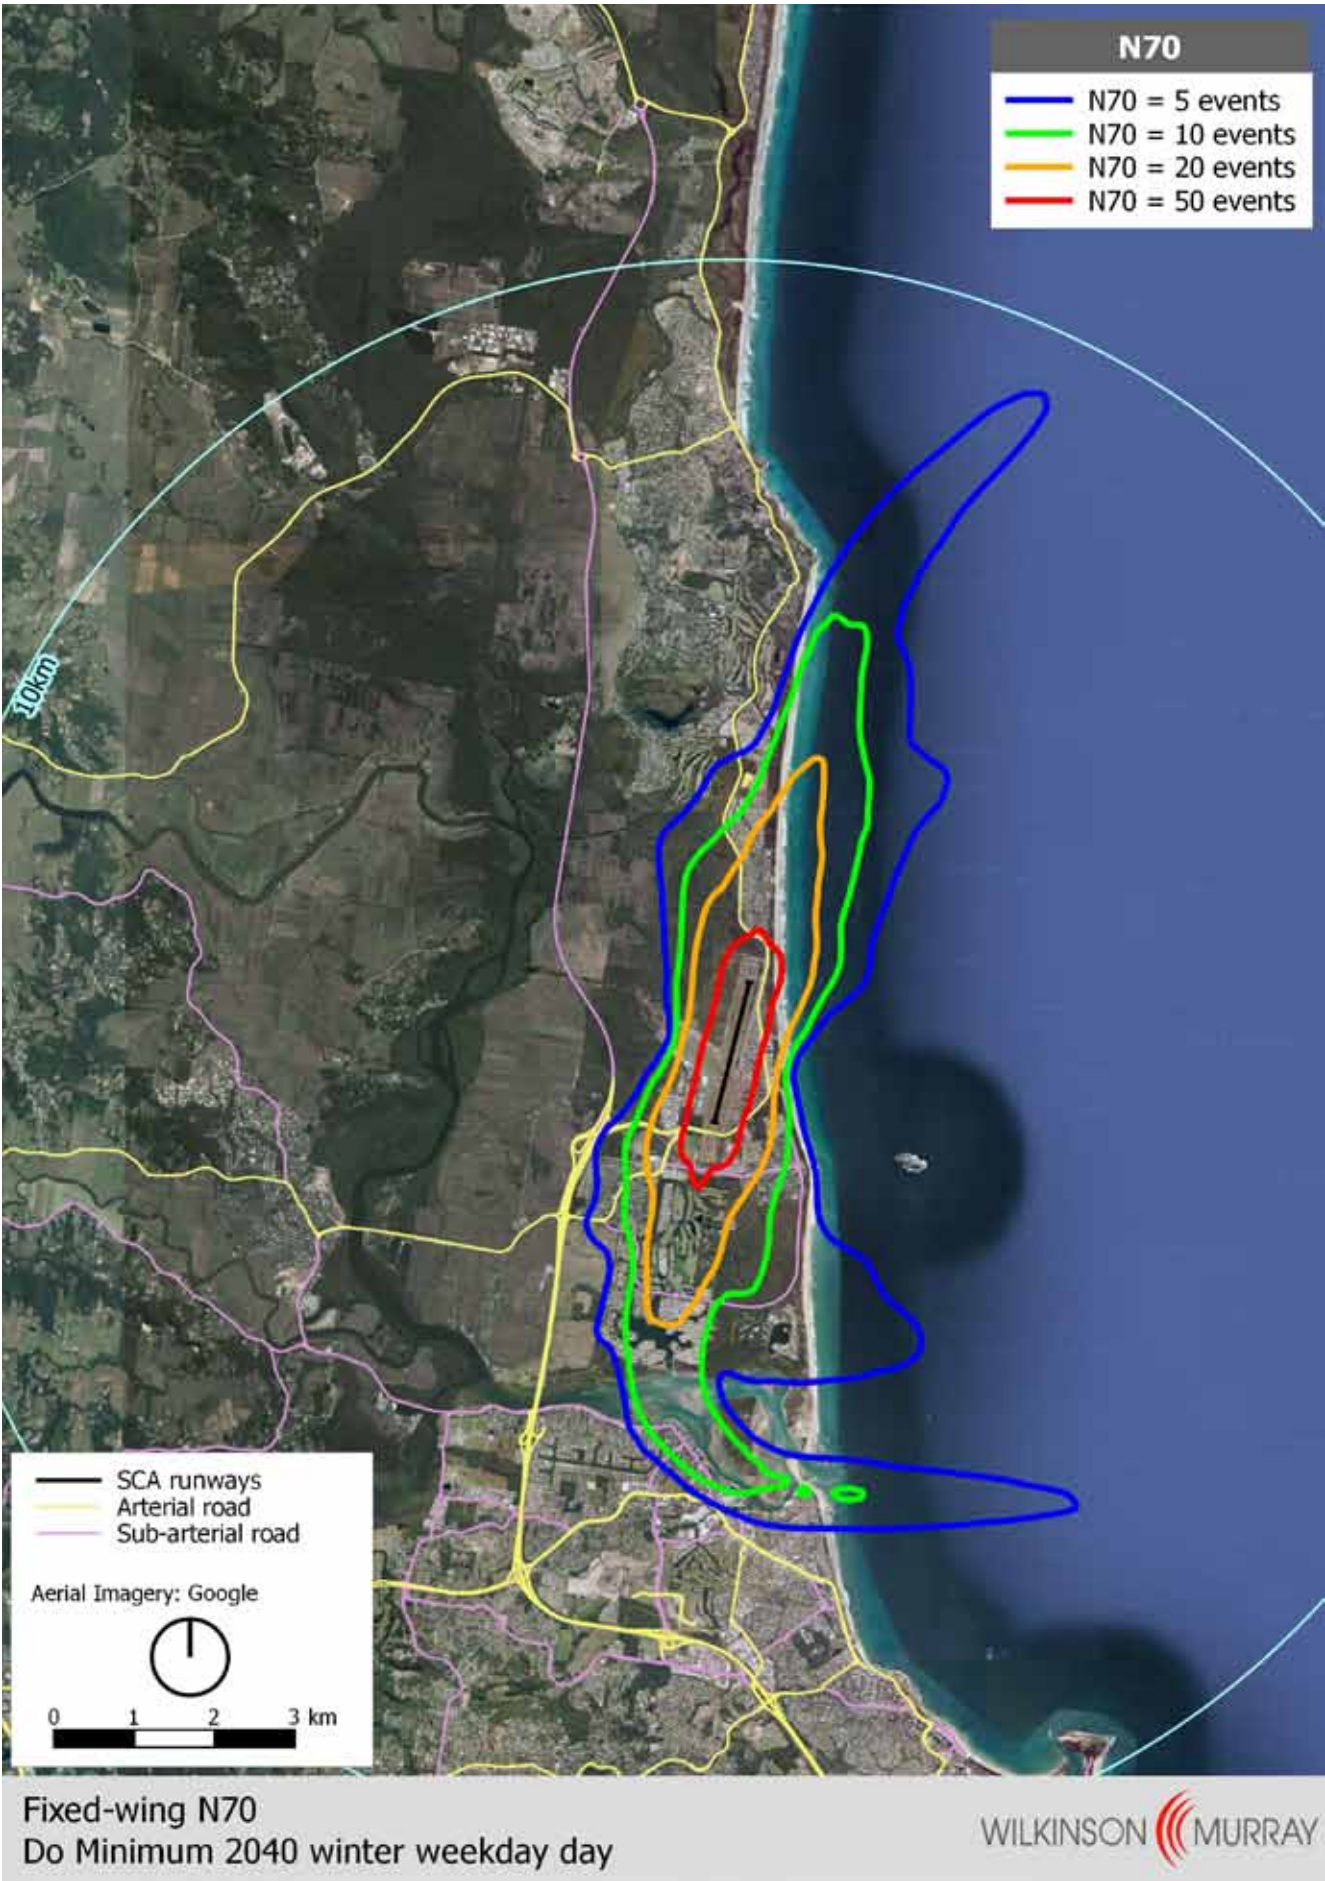 N70
N70 = 5 events
N70 = 10 events
N70 = 20 events
N70 = 50 events
10km
SCA runways
Arterial road
Sub-arterial road
Aerial Imagery: Google
0 1 2 3 km
Fixed-wing N70
Do Minimum 2040 winter weekday day
WILKINSON MURRAY